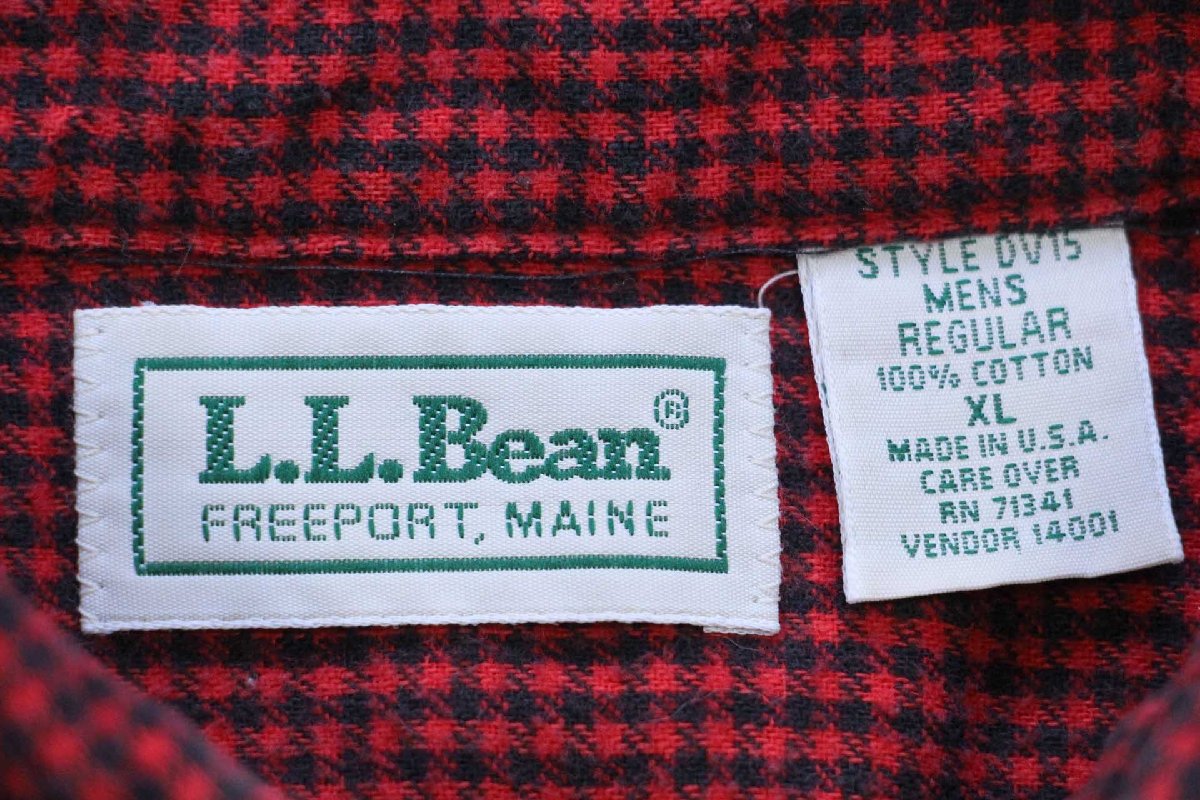 L.L.Bean®
FREEPORT, MAINE
STYLE DV15
MENS
REGULAR
100% COTTON
XL
MADE IN U.S.A.
CARE OVER
RN 71341
VENDOR 14001